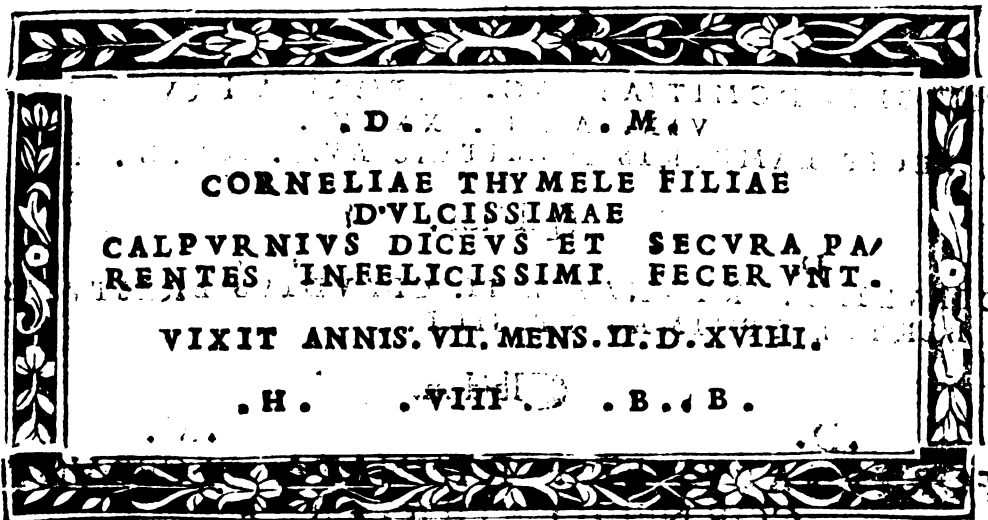 .D. .M.
CORNELIAE THYMELE FILIAE
DVLCISSIMAE
CALPVRNIVS DICEVS ET SECVRA PA/
RENTES INFELICISSIMI FECERVNT.
VIXIT ANNIS. VII. MENS. II. D. XVIIII.
.H. .VIII. .B. .B.